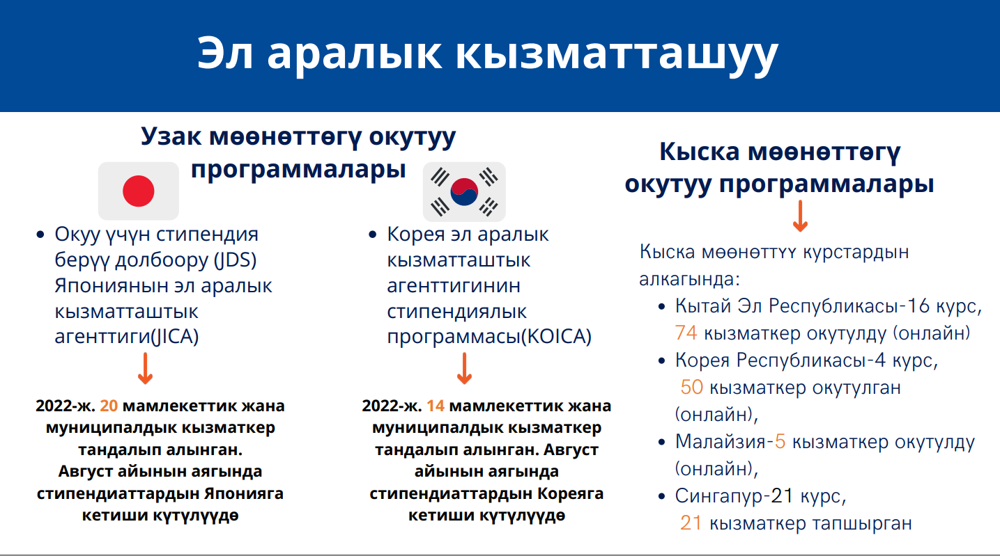 Эл аралык кызматташуу
Узак мөөнөттөгү окутуу
программалары
• Окуу үчүн стипендия
берүү долбоору (JDS)
Япониянын эл аралык
кызматташтык
агенттиги(JICA)
2022-ж. 20 мамлекеттик жана
муниципалдык кызматкер
тандалып алынган.
Август айынын аягында
стипендиаттардын Японияга
кетиши күтүлүүдө
• Корея эл аралык
кызматташтык
агенттигинин
стипендиялык
программасы(KOICA)
2022-ж. 14 мамлекеттик жана
муниципалдык кызматкер
тандалып алынган. Август
айынын аягында
стипендиаттардын Кореяга
кетиши күтүлүүдө
Кыска мөөнөттөгү
окутуу программалары
Кыска мөөнөттүү курстардын
алкагында:
• Кытай Эл Республикасы-16 курс,
74 кызматкер окутулду (онлайн)
• Корея Республикасы-4 курс,
50 кызматкер окутулган
(онлайн),
• Малайзия-5 кызматкер окутулду
(онлайн),
• Сингапур-21 курс,
21 кызматкер тапшырган